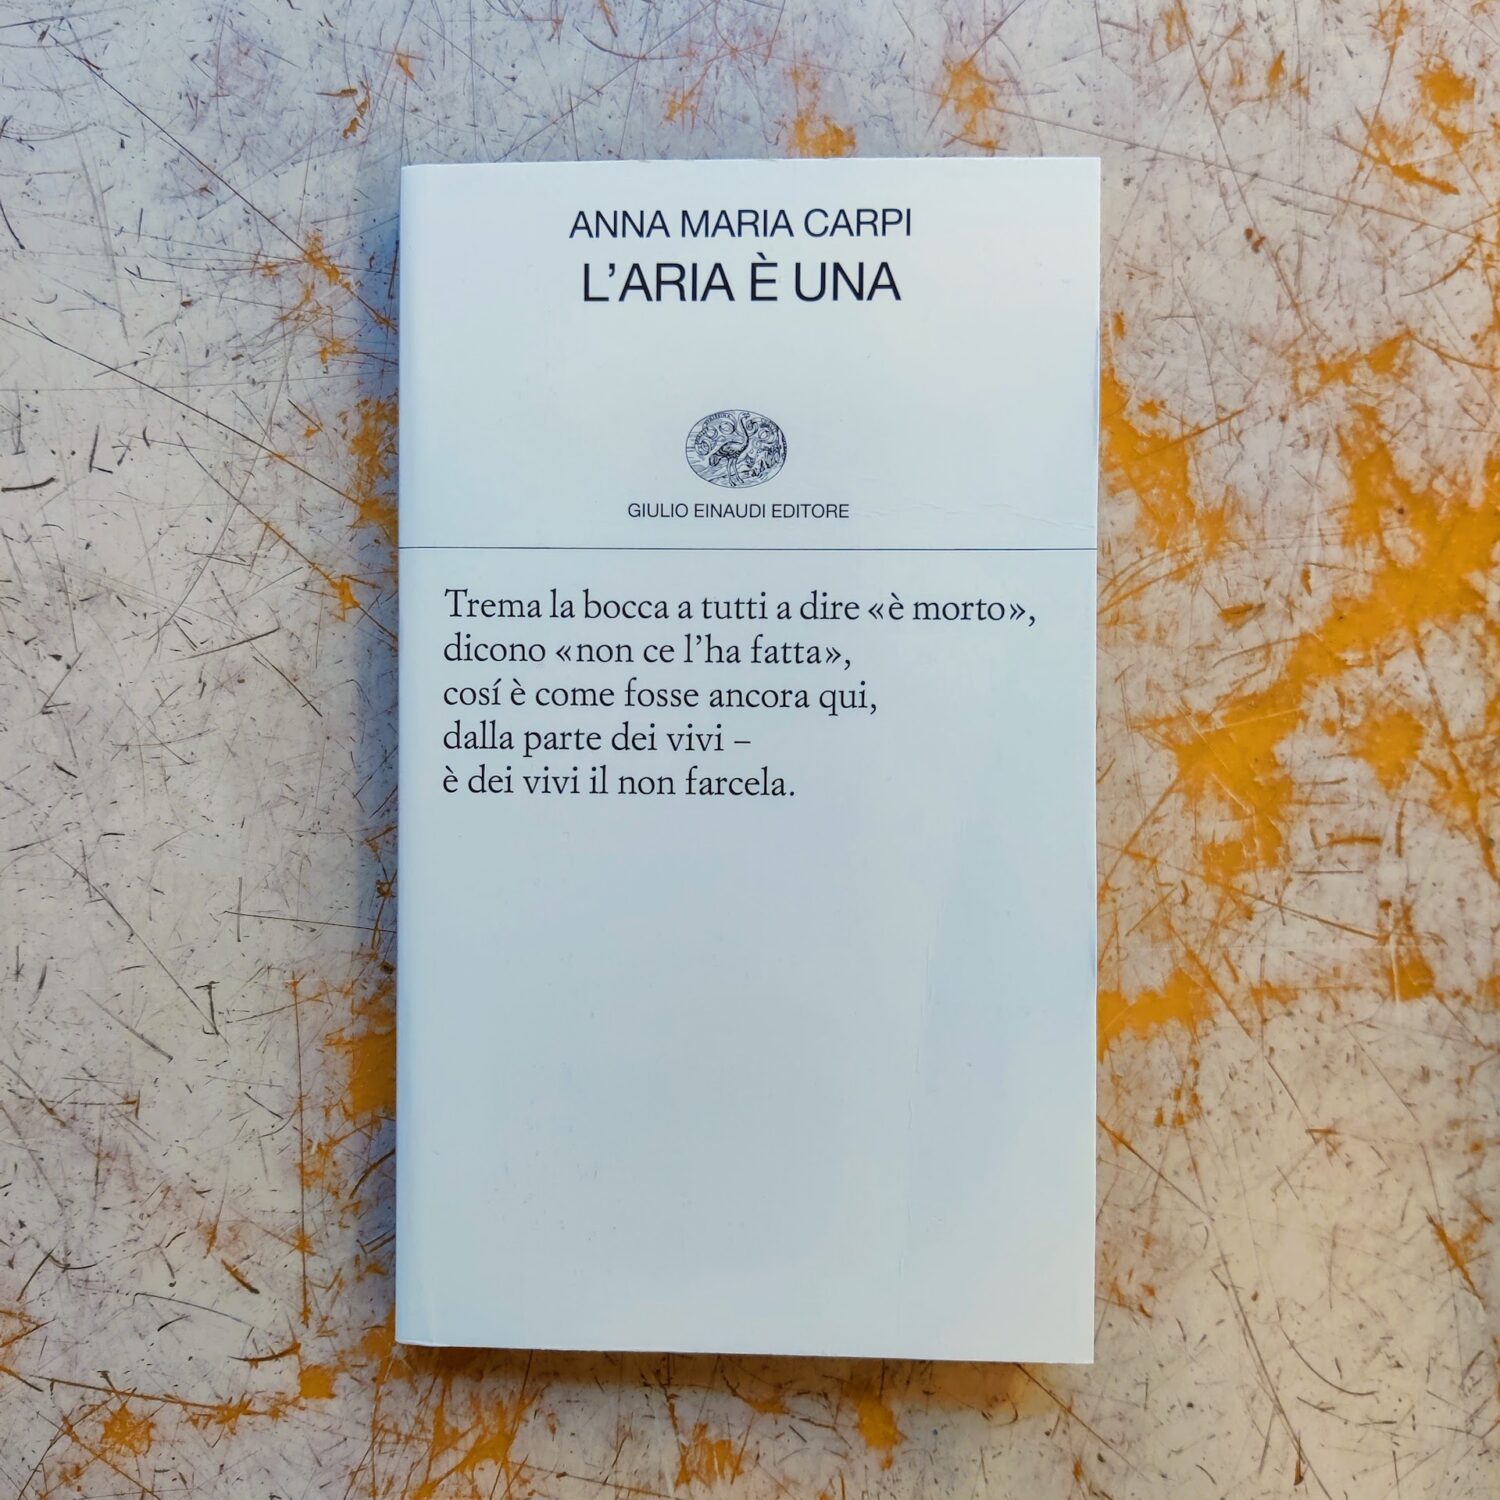 ANNA MARIA CARPI
L'ARIA È UNA
GIULIO EINAUDI EDITORE
Trema la bocca a tutti a dire «è morto»,
dicono «non ce l'ha fatta»,
cosí è come fosse ancora qui,
dalla parte dei vivi –
è dei vivi il non farcela.